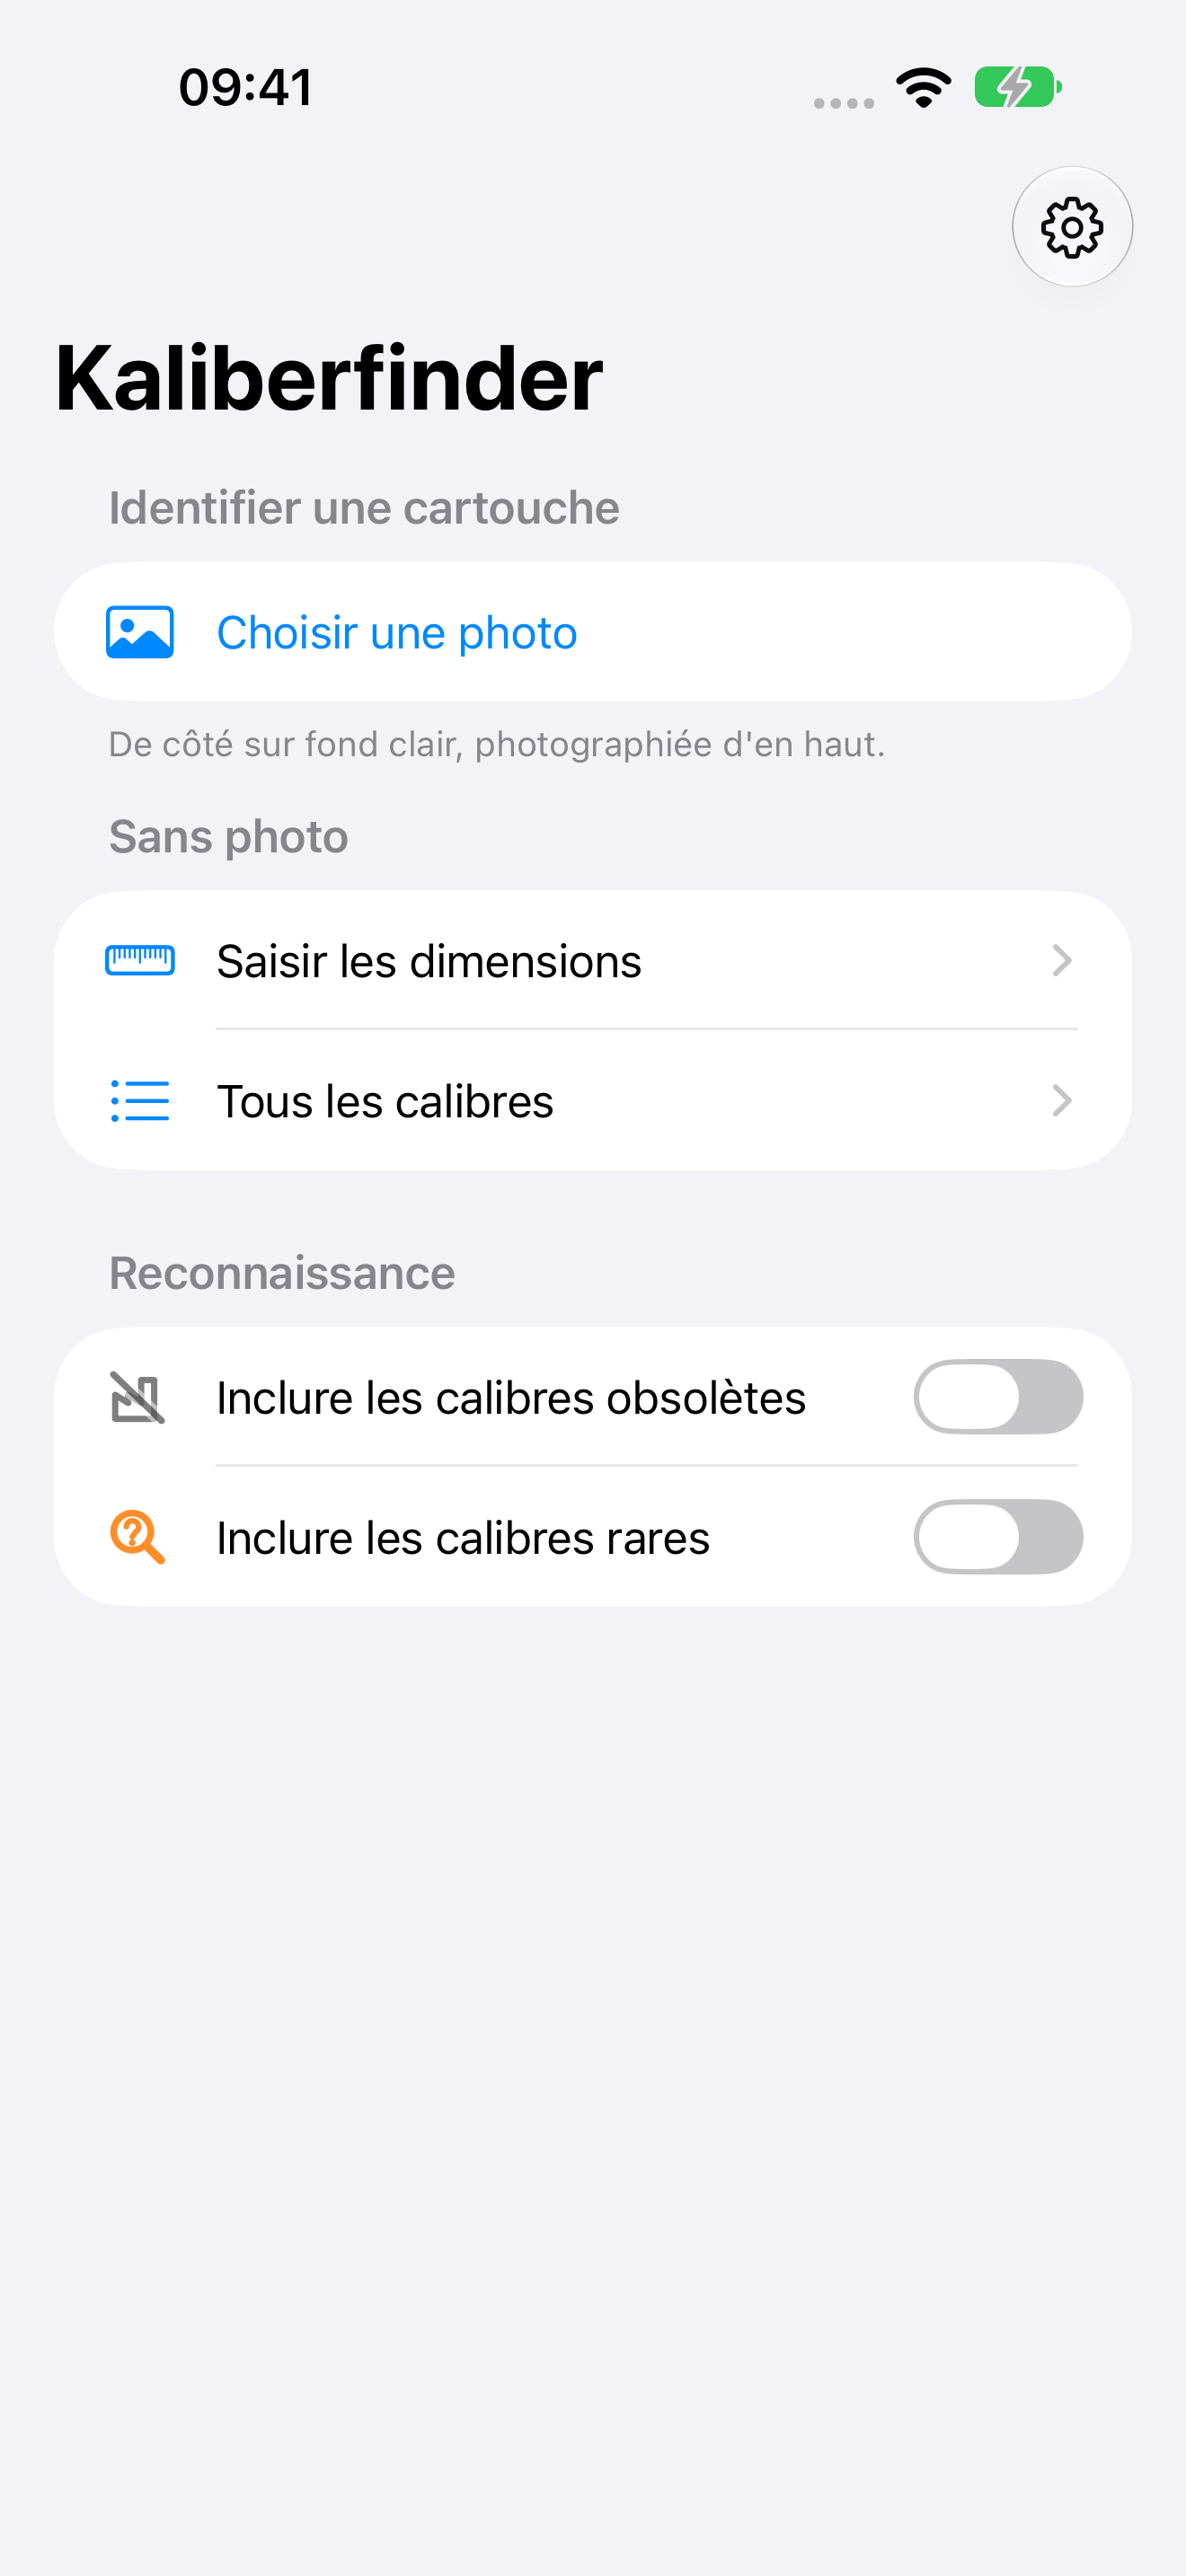 09:41
Kaliberfinder
Identifier une cartouche
Choisir une photo
De côté sur fond clair, photographiée d'en haut.
Sans photo
Saisir les dimensions
Tous les calibres
Reconnaissance
Inclure les calibres obsolètes
Inclure les calibres rares